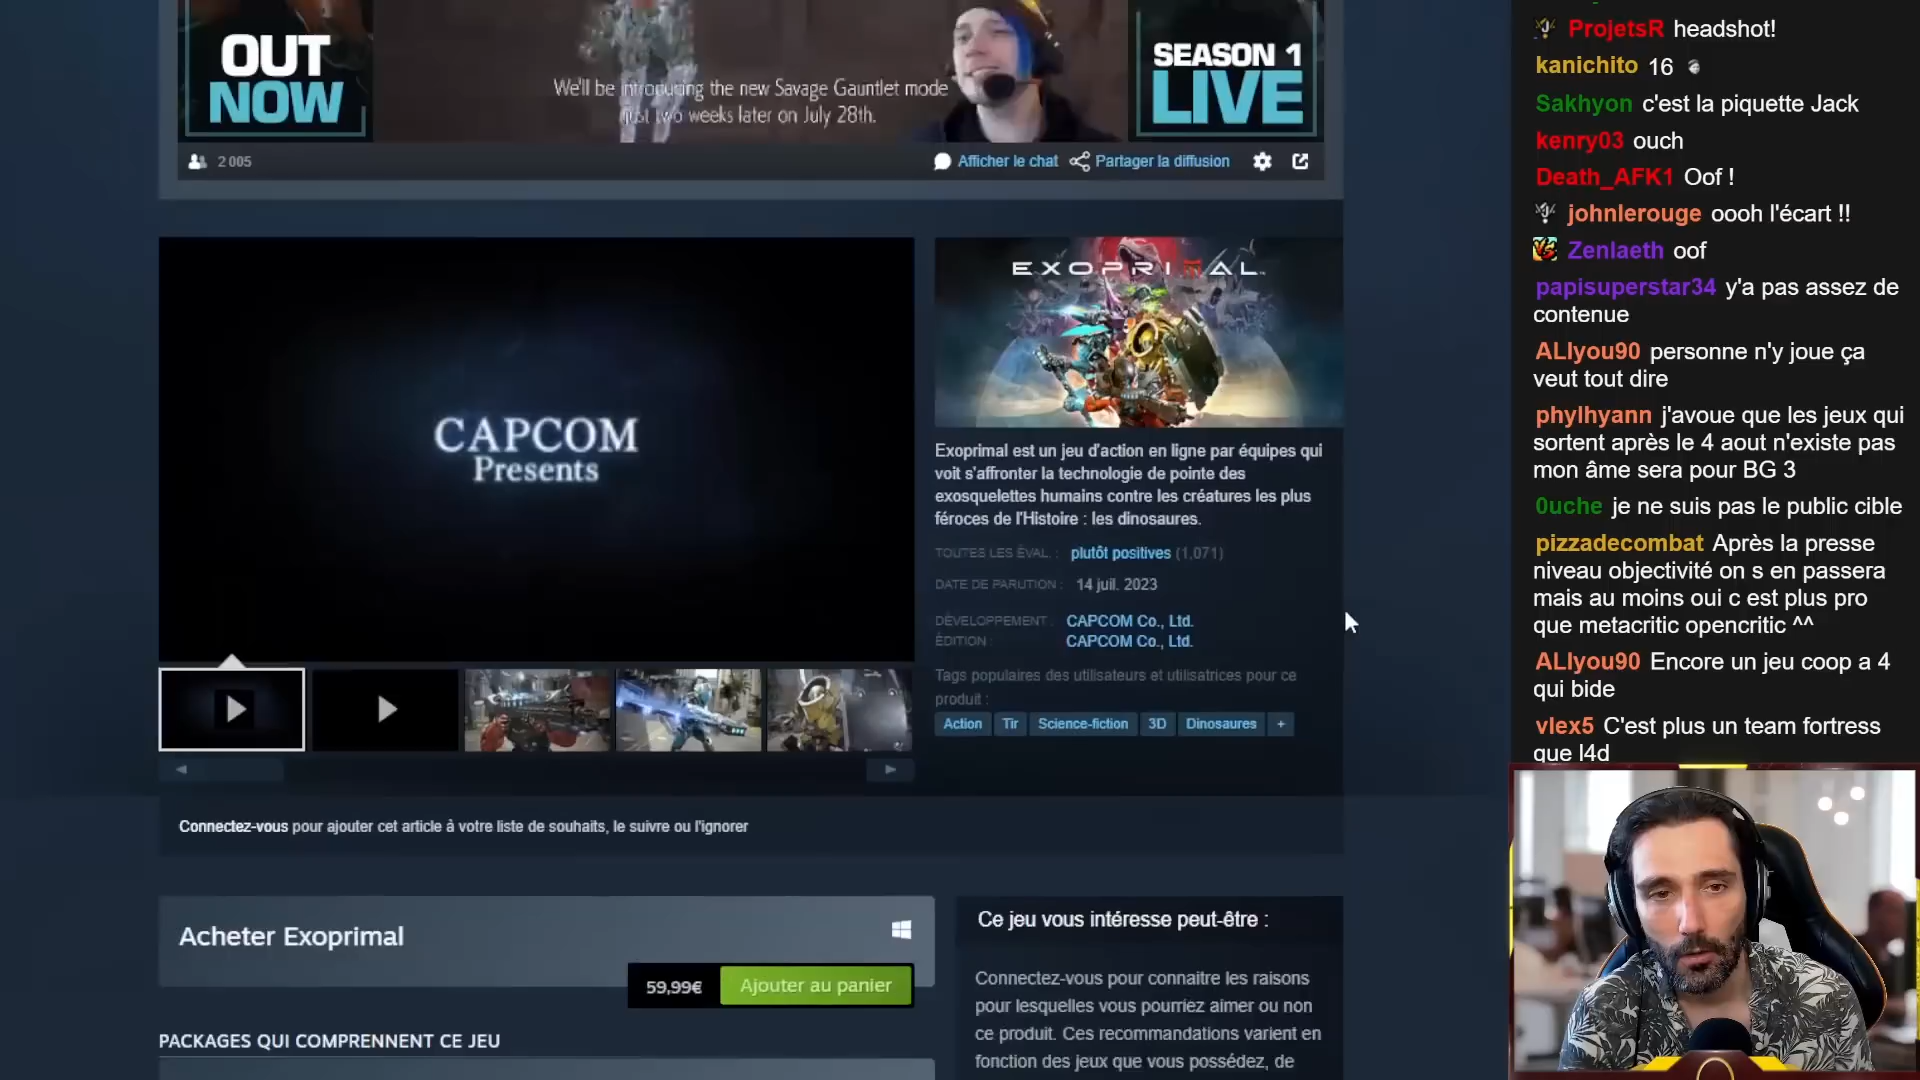 OUT
NOW
We'll be introducing the new Savage Gauntlet mode
just two weeks later on July 28th.
SEASON 1
LIVE
2 005
Afficher le chat
Partager la diffusion
CAPCOM
Presents
EXOPRIMAL
Exoprimal est un jeu d'action en ligne par équipes qui
voit s'affronter la technologie de pointe des
exosquelettes humains contre les créatures les plus
féroces de l'Histoire : les dinosaures.
TOUTES LES ÉVAL. : plutôt positives (1,071)
DATE DE PARUTION : 14 juil. 2023
DÉVELOPPEMENT : CAPCOM Co., Ltd.
ÉDITION : CAPCOM Co., Ltd.
Tags populaires des utilisateurs et utilisatrices pour ce
produit :
Action Tir Science-fiction 3D Dinosaures +
Connectez-vous pour ajouter cet article à votre liste de souhaits, le suivre ou l'ignorer
Acheter Exoprimal
59,99€ Ajouter au panier
PACKAGES QUI COMPRENNENT CE JEU
Ce jeu vous intéresse peut-être :
Connectez-vous pour connaitre les raisons
pour lesquelles vous pourriez aimer ou non
ce produit. Ces recommandations varient en
fonction des jeux que vous possédez, de
ProjetsR headshot!
kanichito 16
Sakhyon c'est la piquette Jack
kenry03 ouch
Death_AFK1 Oof !
johnlerouge oooh l'écart !!
Zenlaeth oof
papisuperstar34 y'a pas assez de
contenue
ALlyou90 personne n'y joue ça
veut tout dire
phylhyann j'avoue que les jeux qui
sortent après le 4 aout n'existe pas
mon âme sera pour BG 3
0uche je ne suis pas le public cible
pizzadecombat Après la presse
niveau objectivité on s en passera
mais au moins oui c est plus pro
que metacritic opencritic ^^
ALlyou90 Encore un jeu coop a 4
qui bide
vlex5 C'est plus un team fortress
que l4d